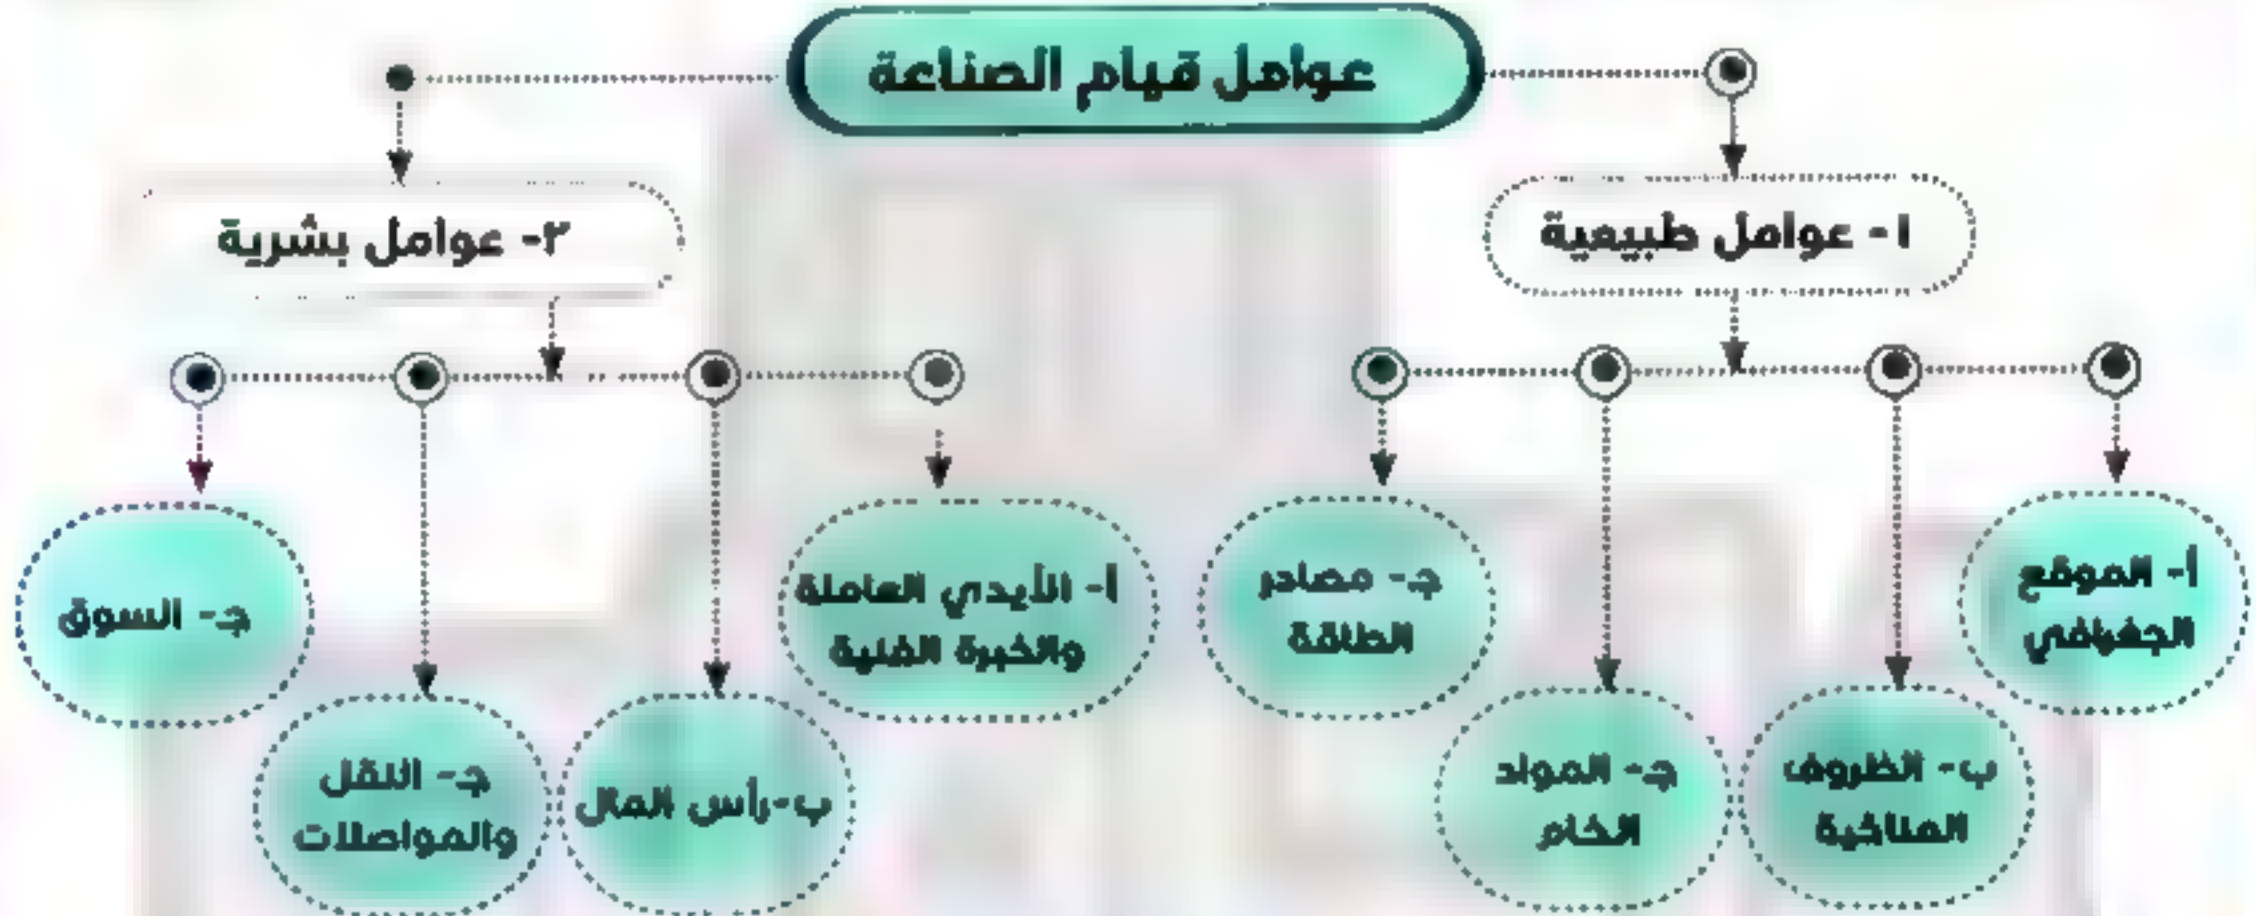 عوامل قيام الصناعة
١- عوامل طبيعية
٢- عوامل بشرية
أ- الموقع
الجغرافي
ب- الظروف
المناخية
ج- المواد
الخام
ج- مصادر
الطاقة
أ- الأيدي العاملة
والخبرة الفنية
ب-رأس المال
ج- النقل
والمواصلات
ج- السوق